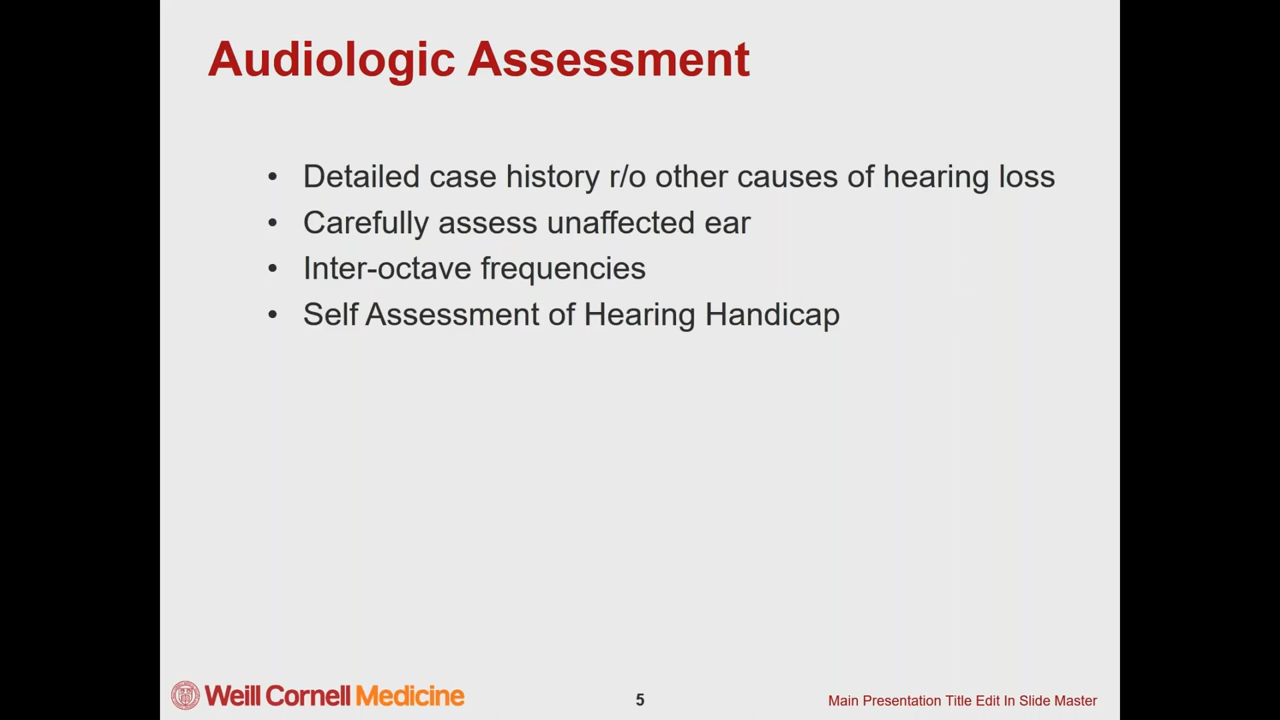 Audiologic Assessment
• Detailed case history r/o other causes of hearing loss
• Carefully assess unaffected ear
• Inter-octave frequencies
• Self Assessment of Hearing Handicap
Weill Cornell Medicine
5
Main Presentation Title Edit In Slide Master